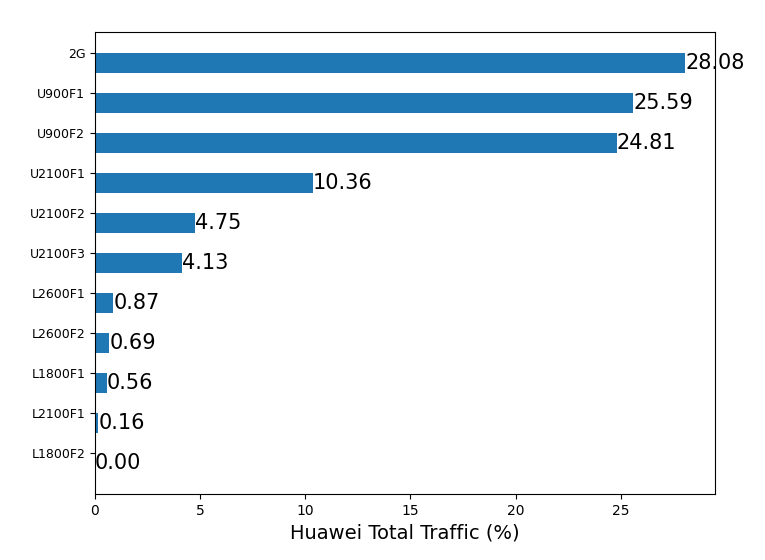 2G 28.08
U900F1 25.59
U900F2 24.81
U2100F1 10.36
U2100F2 4.75
U2100F3 4.13
L2600F1 0.87
L2600F2 0.69
L1800F1 0.56
L2100F1 0.16
L1800F2 0.00
0 5 10 15 20 25
Huawei Total Traffic (%)